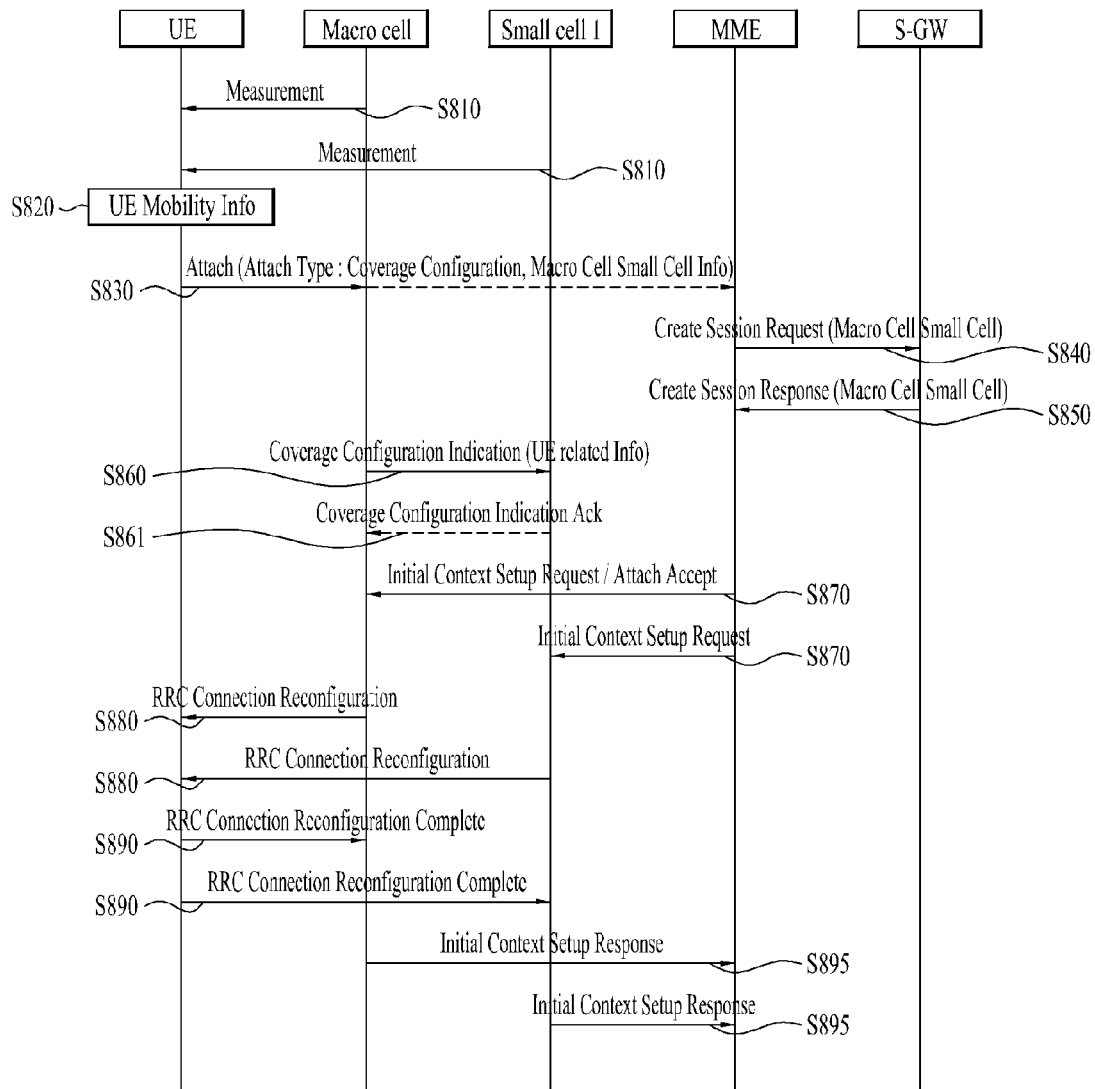 UE Macro cell Small cell 1 MME S-GW
Measurement S810
Measurement S810
S820 UE Mobility Info
Attach (Attach Type : Coverage Configuration, Macro Cell Small Cell Info)
S830
Create Session Request (Macro Cell Small Cell)
S840
Create Session Response (Macro Cell Small Cell)
S850
Coverage Configuration Indication (UE related Info)
S860
Coverage Configuration Indication Ack
S861
Initial Context Setup Request / Attach Accept
S870
Initial Context Setup Request
S870
RRC Connection Reconfiguration
S880
RRC Connection Reconfiguration
S880
RRC Connection Reconfiguration Complete
S890
RRC Connection Reconfiguration Complete
S890
Initial Context Setup Response
S895
Initial Context Setup Response
S895